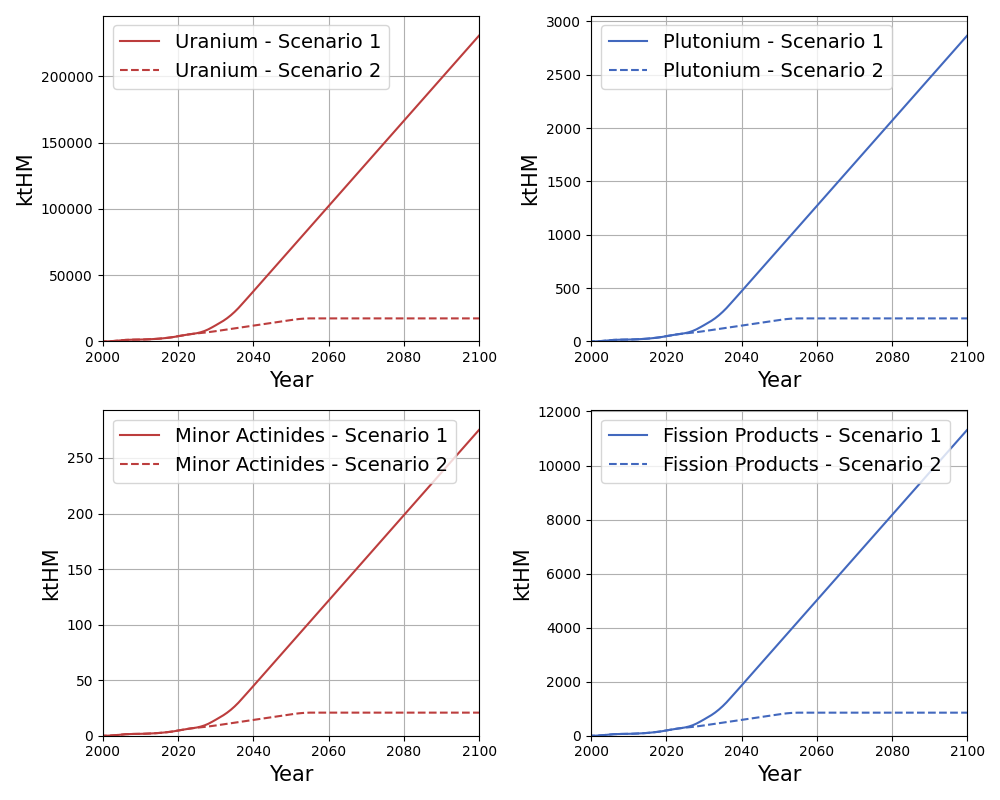 Uranium - Scenario 1
Uranium - Scenario 2
200000
150000
100000
50000
0
ktHM
2000 2020 2040 2060 2080 2100
Year
Plutonium - Scenario 1
Plutonium - Scenario 2
3000
2500
2000
1500
1000
500
0
ktHM
2000 2020 2040 2060 2080 2100
Year
Minor Actinides - Scenario 1
Minor Actinides - Scenario 2
250
200
150
100
50
0
ktHM
2000 2020 2040 2060 2080 2100
Year
Fission Products - Scenario 1
Fission Products - Scenario 2
12000
10000
8000
6000
4000
2000
0
ktHM
2000 2020 2040 2060 2080 2100
Year